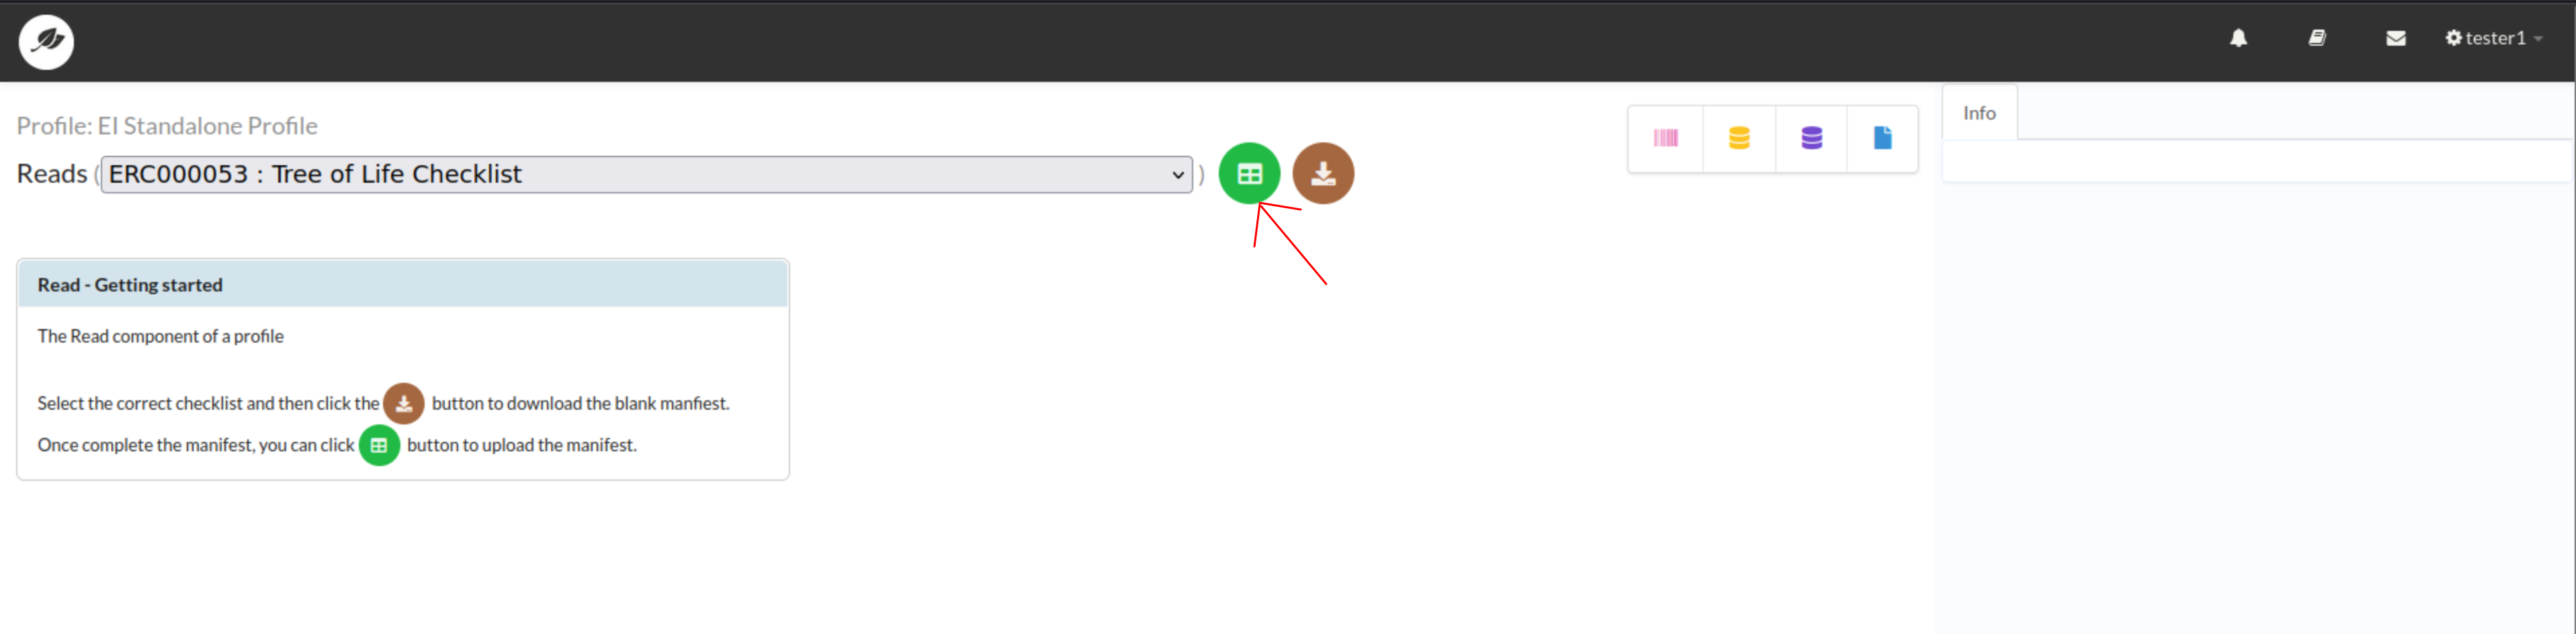 tester1
Profile: EI Standalone Profile
Info
Reads ( ERC000053 : Tree of Life Checklist )
Read - Getting started
The Read component of a profile
Select the correct checklist and then click the button to download the blank manfiest.
Once complete the manifest, you can click button to upload the manifest.